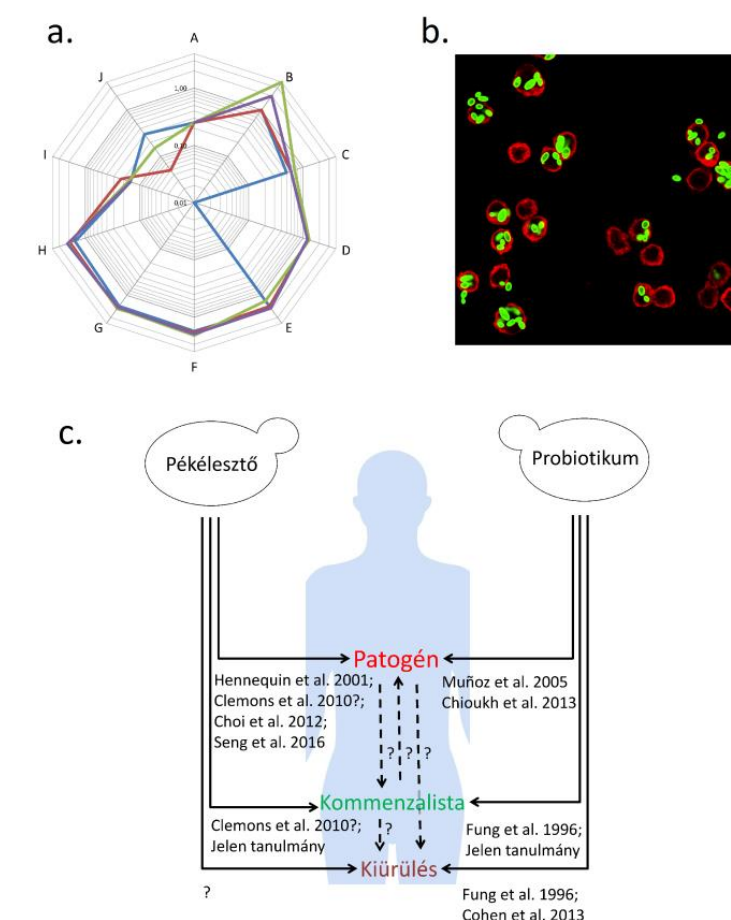 a.
A
B
C
D
E
F
G
H
I
J
1,00
0,10
0,01
b.
c.
Pékélesztő
Probiotikum
Patogén
Hennequin et al. 2001;
Clemons et al. 2010?;
Choi et al. 2012;
Seng et al. 2016
Muñoz et al. 2005
Chioukh et al. 2013
? ? ?
Kommenzalista
Clemons et al. 2010?;
Jelen tanulmány
?
Fung et al. 1996;
Jelen tanulmány
Kiürülés
?
Fung et al. 1996;
Cohen et al. 2013